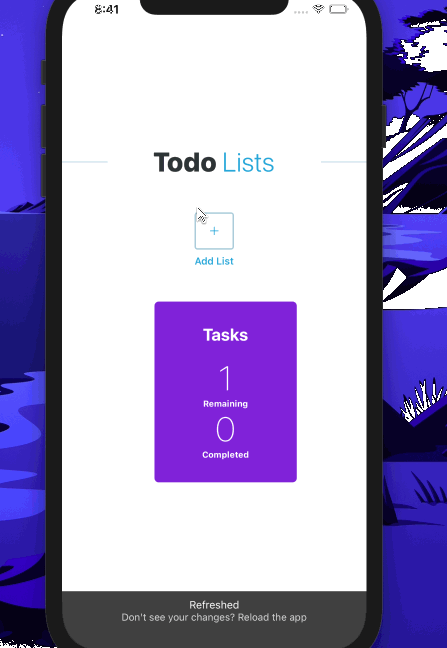 8:41
Todo Lists
+
Add List
Tasks
1
Remaining
0
Completed
Refreshed
Don't see your changes? Reload the app